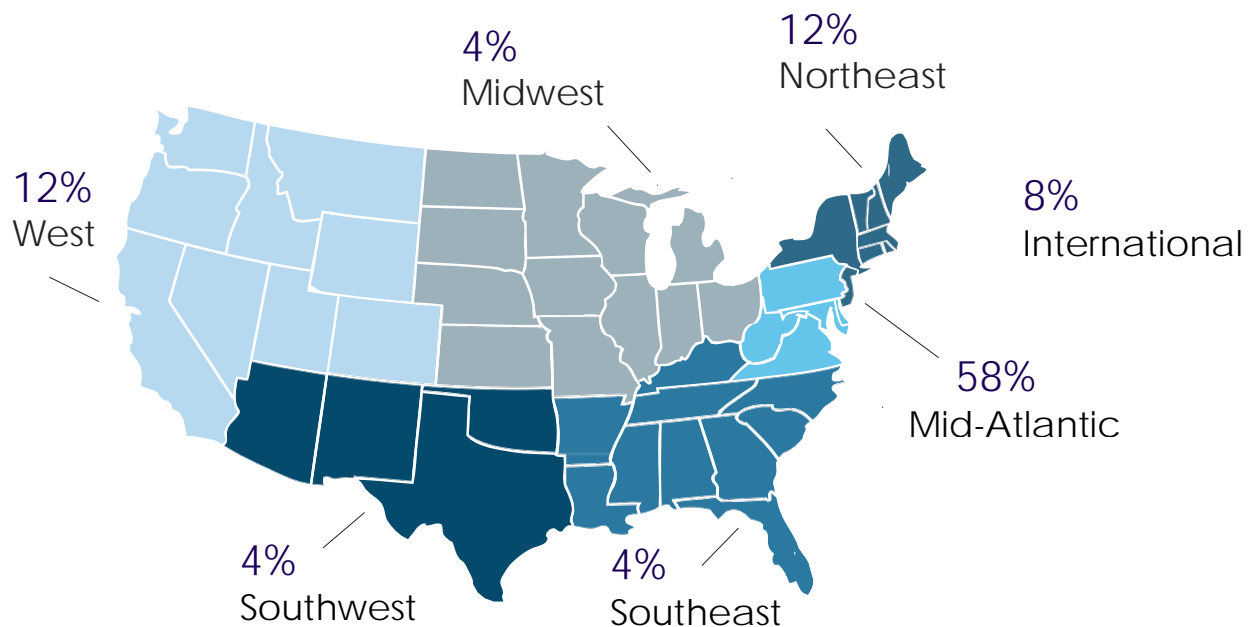 12%
Northeast
4%
Midwest
12%
West
8%
International
58%
Mid-Atlantic
4%
Southwest
4%
Southeast